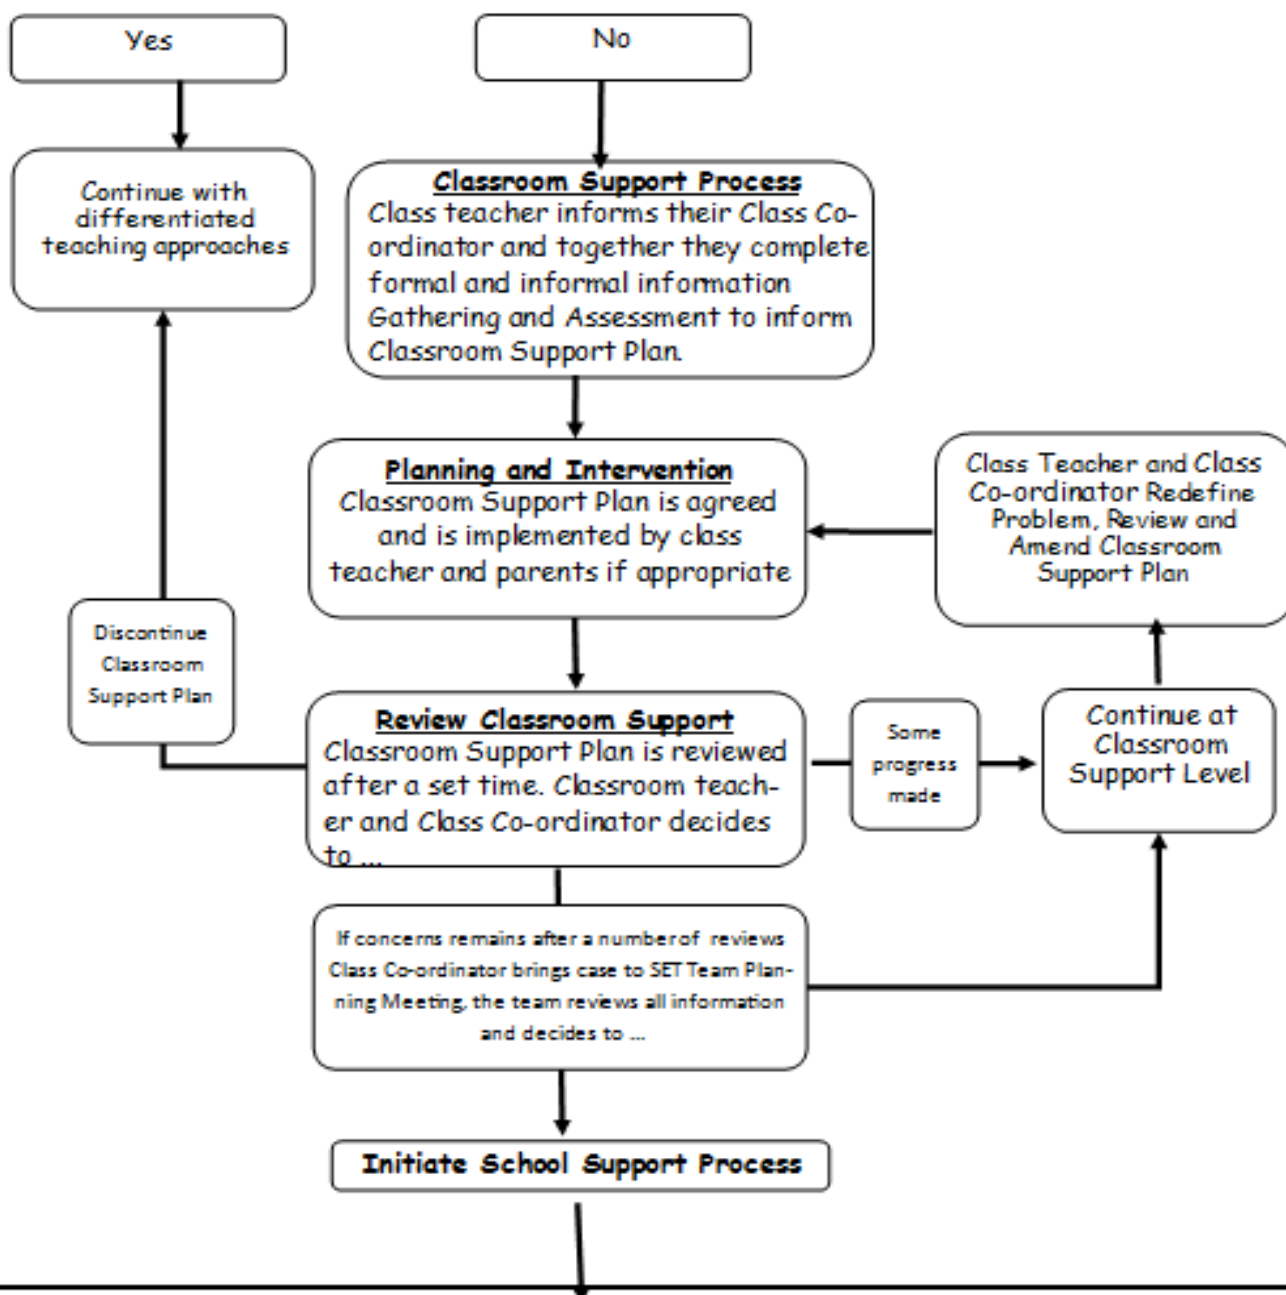 Yes
No
Continue with
differentiated
teaching approaches
Classroom Support Process
Class teacher informs their Class Co-
ordinator and together they complete
formal and informal information
Gathering and Assessment to inform
Classroom Support Plan.
Planning and Intervention
Classroom Support Plan is agreed
and is implemented by class
teacher and parents if appropriate
Class Teacher and Class
Co-ordinator Redefine
Problem, Review and
Amend Classroom
Support Plan
Discontinue
Classroom
Support Plan
Review Classroom Support
Classroom Support Plan is reviewed
after a set time. Classroom teach-
er and Class Co-ordinator decides
to ...
Some
progress
made
Continue at
Classroom
Support Level
If concerns remains after a number of reviews
Class Co-ordinator brings case to SET Team Plan-
ning Meeting, the team reviews all information
and decides to ...
Initiate School Support Process